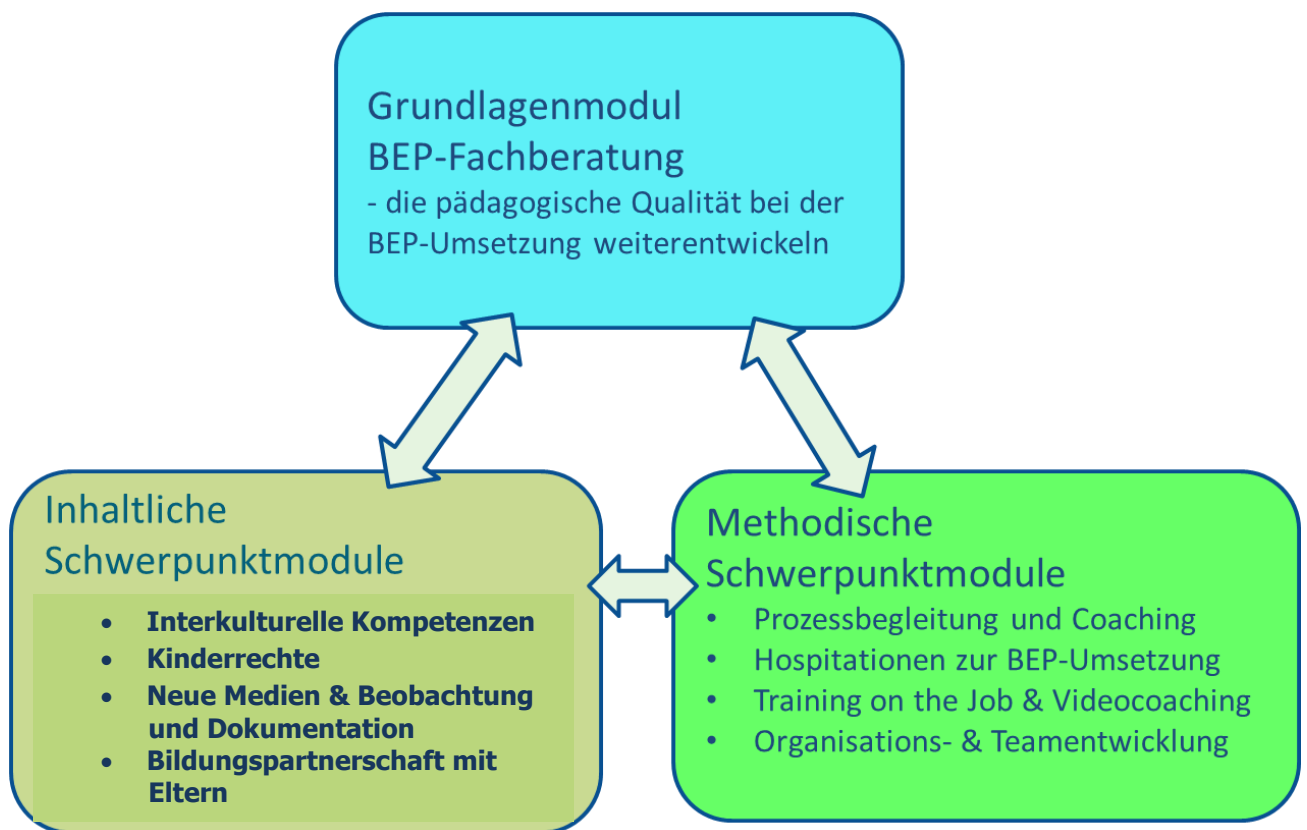 Grundlagenmodul
BEP-Fachberatung
- die pädagogische Qualität bei der
BEP-Umsetzung weiterentwickeln
Inhaltliche
Schwerpunktmodule
• Interkulturelle Kompetenzen
• Kinderrechte
• Neue Medien & Beobachtung
und Dokumentation
• Bildungspartnerschaft mit
Eltern
Methodische
Schwerpunktmodule
• Prozessbegleitung und Coaching
• Hospitationen zur BEP-Umsetzung
• Training on the Job & Videocoaching
• Organisations- & Teamentwicklung